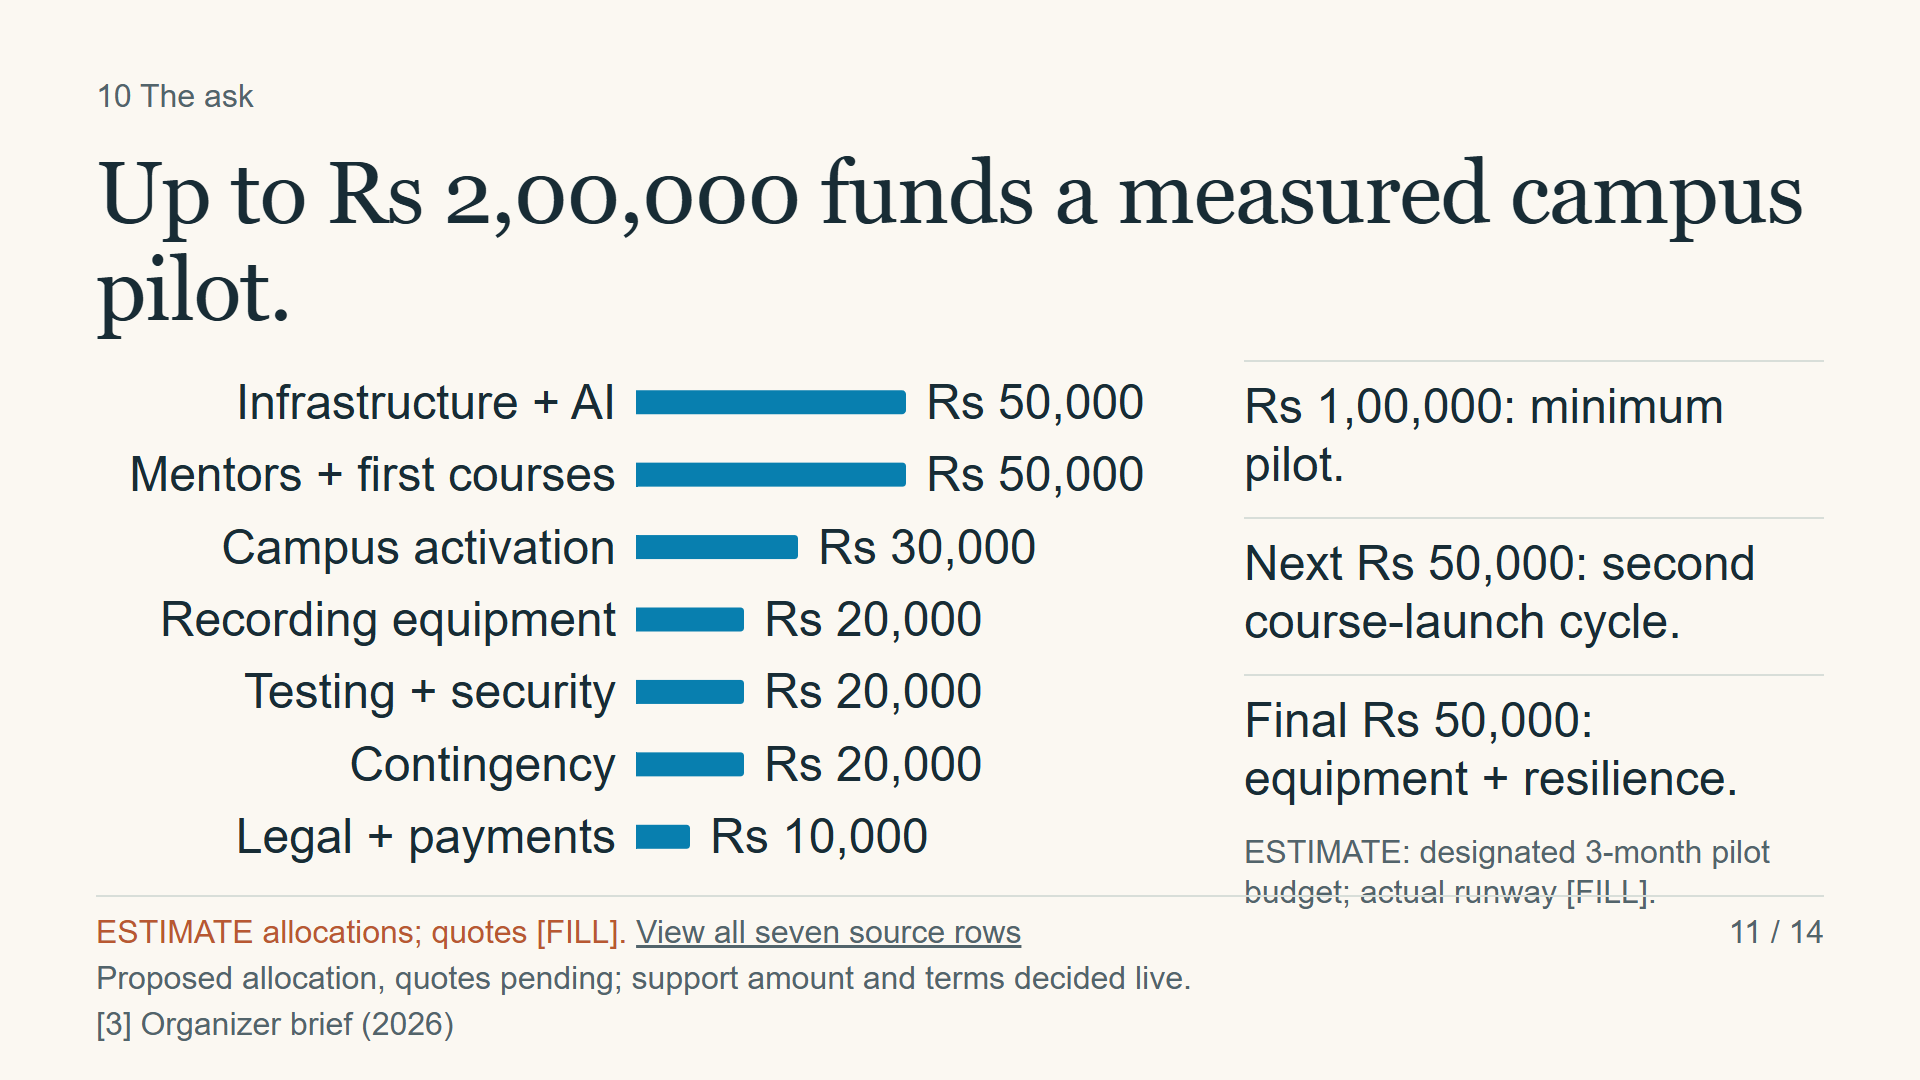 10 The ask
Up to Rs 2,00,000 funds a measured campus
pilot.
Infrastructure + AI Rs 50,000
Mentors + first courses Rs 50,000
Campus activation Rs 30,000
Recording equipment Rs 20,000
Testing + security Rs 20,000
Contingency Rs 20,000
Legal + payments Rs 10,000
Rs 1,00,000: minimum
pilot.
Next Rs 50,000: second
course-launch cycle.
Final Rs 50,000:
equipment + resilience.
ESTIMATE: designated 3-month pilot
budget; actual runway [FILL].
ESTIMATE allocations; quotes [FILL]. View all seven source rows
11 / 14
Proposed allocation, quotes pending; support amount and terms decided live.
[3] Organizer brief (2026)